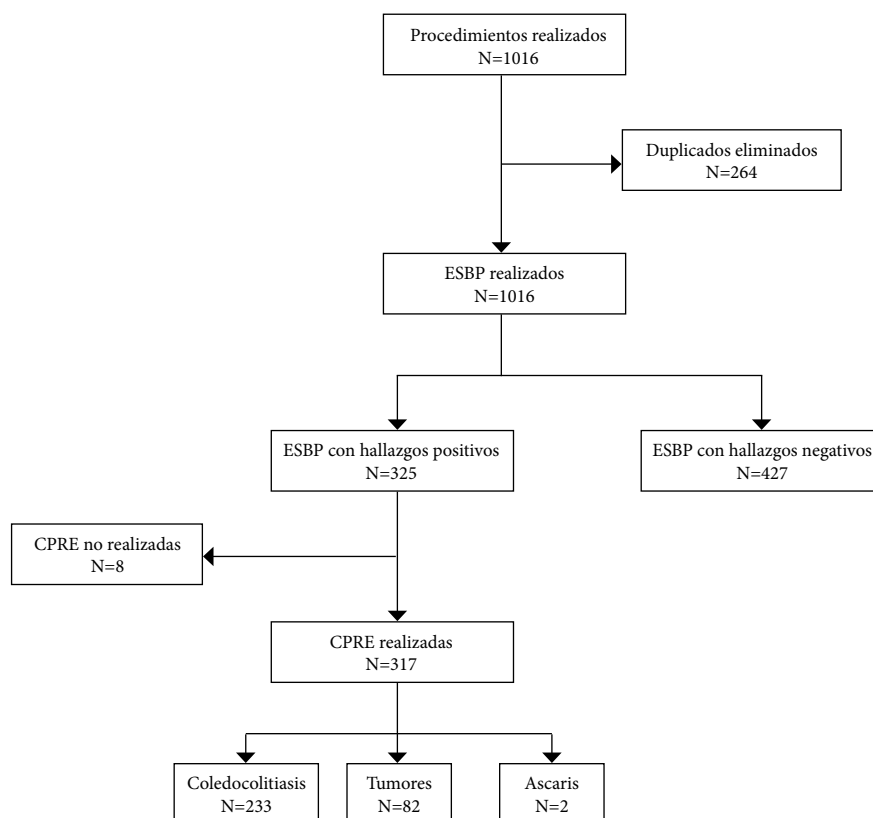 Procedimientos realizados
N=1016
Duplicados eliminados
N=264
ESBP realizados
N=1016
ESBP con hallazgos positivos
N=325
ESBP con hallazgos negativos
N=427
CPRE no realizadas
N=8
CPRE realizadas
N=317
Coledocolitiasis
N=233
Tumores
N=82
Ascaris
N=2